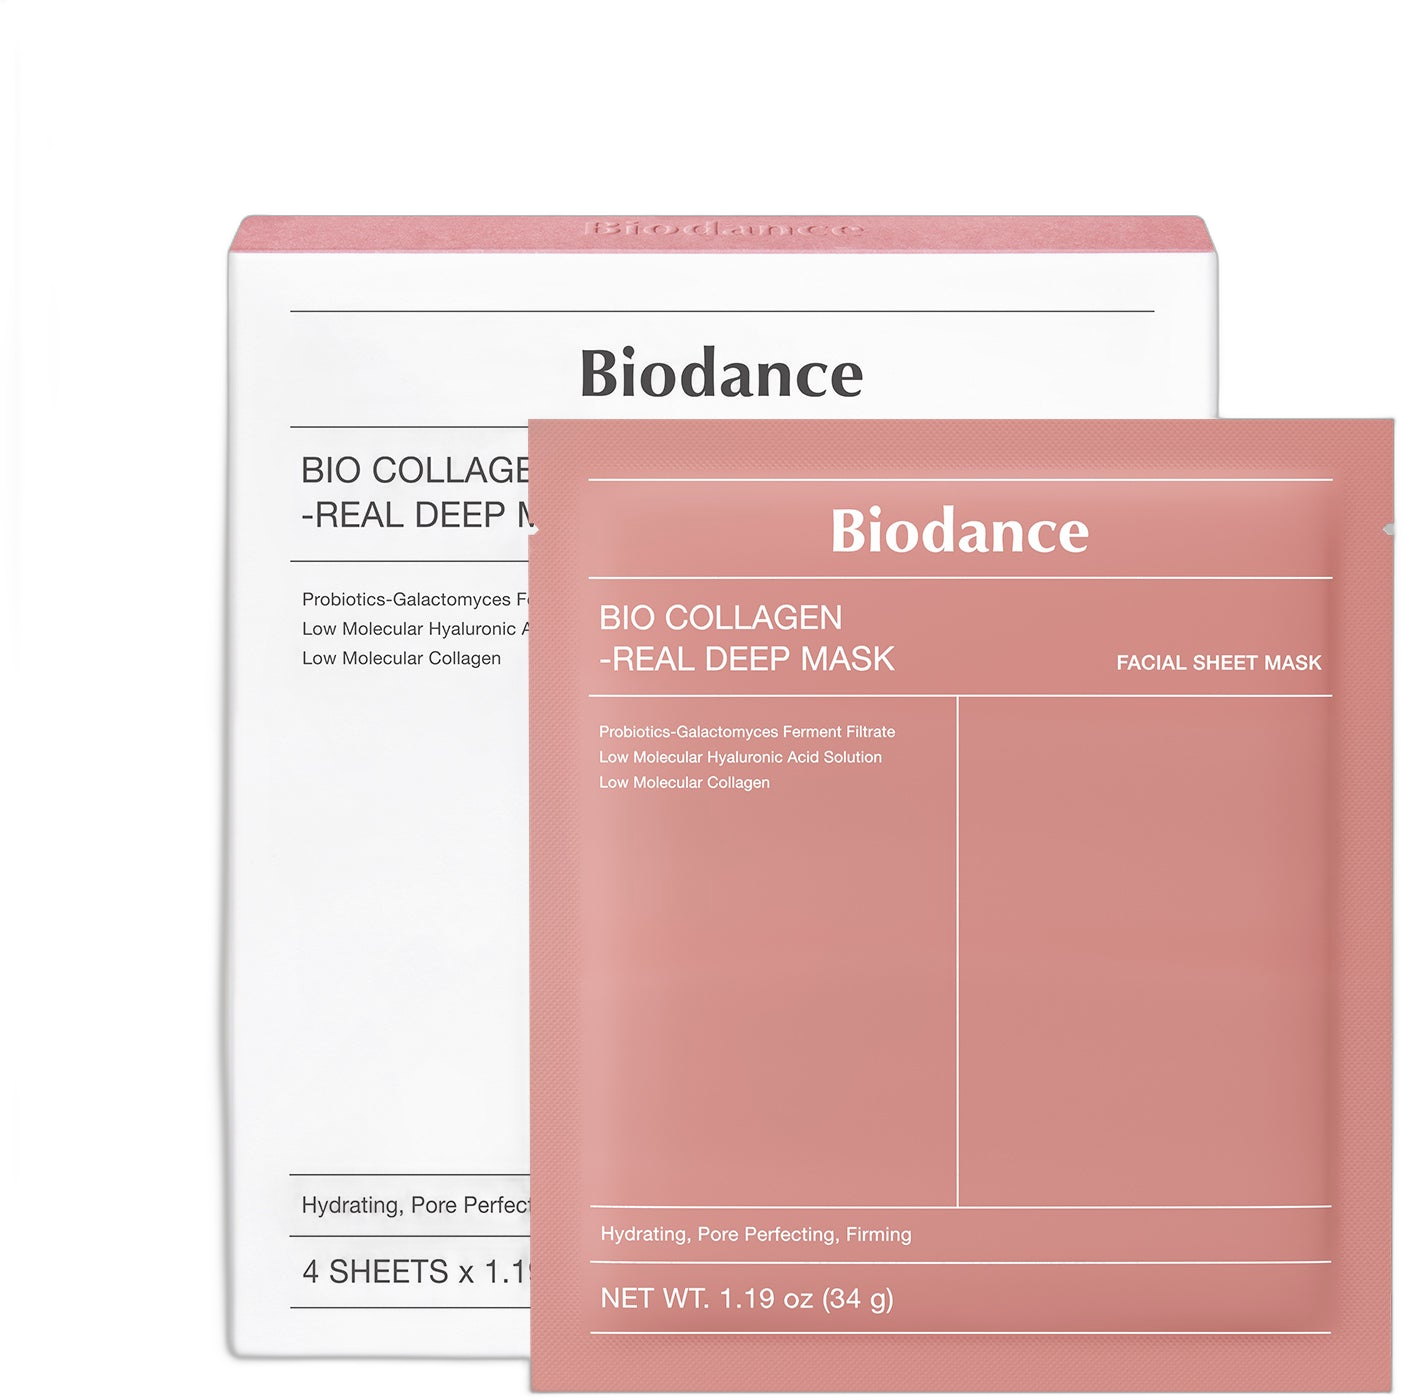 Biodance
Biodance
BIO COLLAGE
-REAL DEEP
Probiotics-Galactomyces
Low Molecular Hyaluronic
Low Molecular Collagen
Hydrating, Pore Perfect
4 SHEETS x 1.19
Biodance
BIO COLLAGEN
-REAL DEEP MASK
FACIAL SHEET MASK
Probiotics-Galactomyces Ferment Filtrate
Low Molecular Hyaluronic Acid Solution
Low Molecular Collagen
Hydrating, Pore Perfecting, Firming
NET WT. 1.19 oz (34 g)